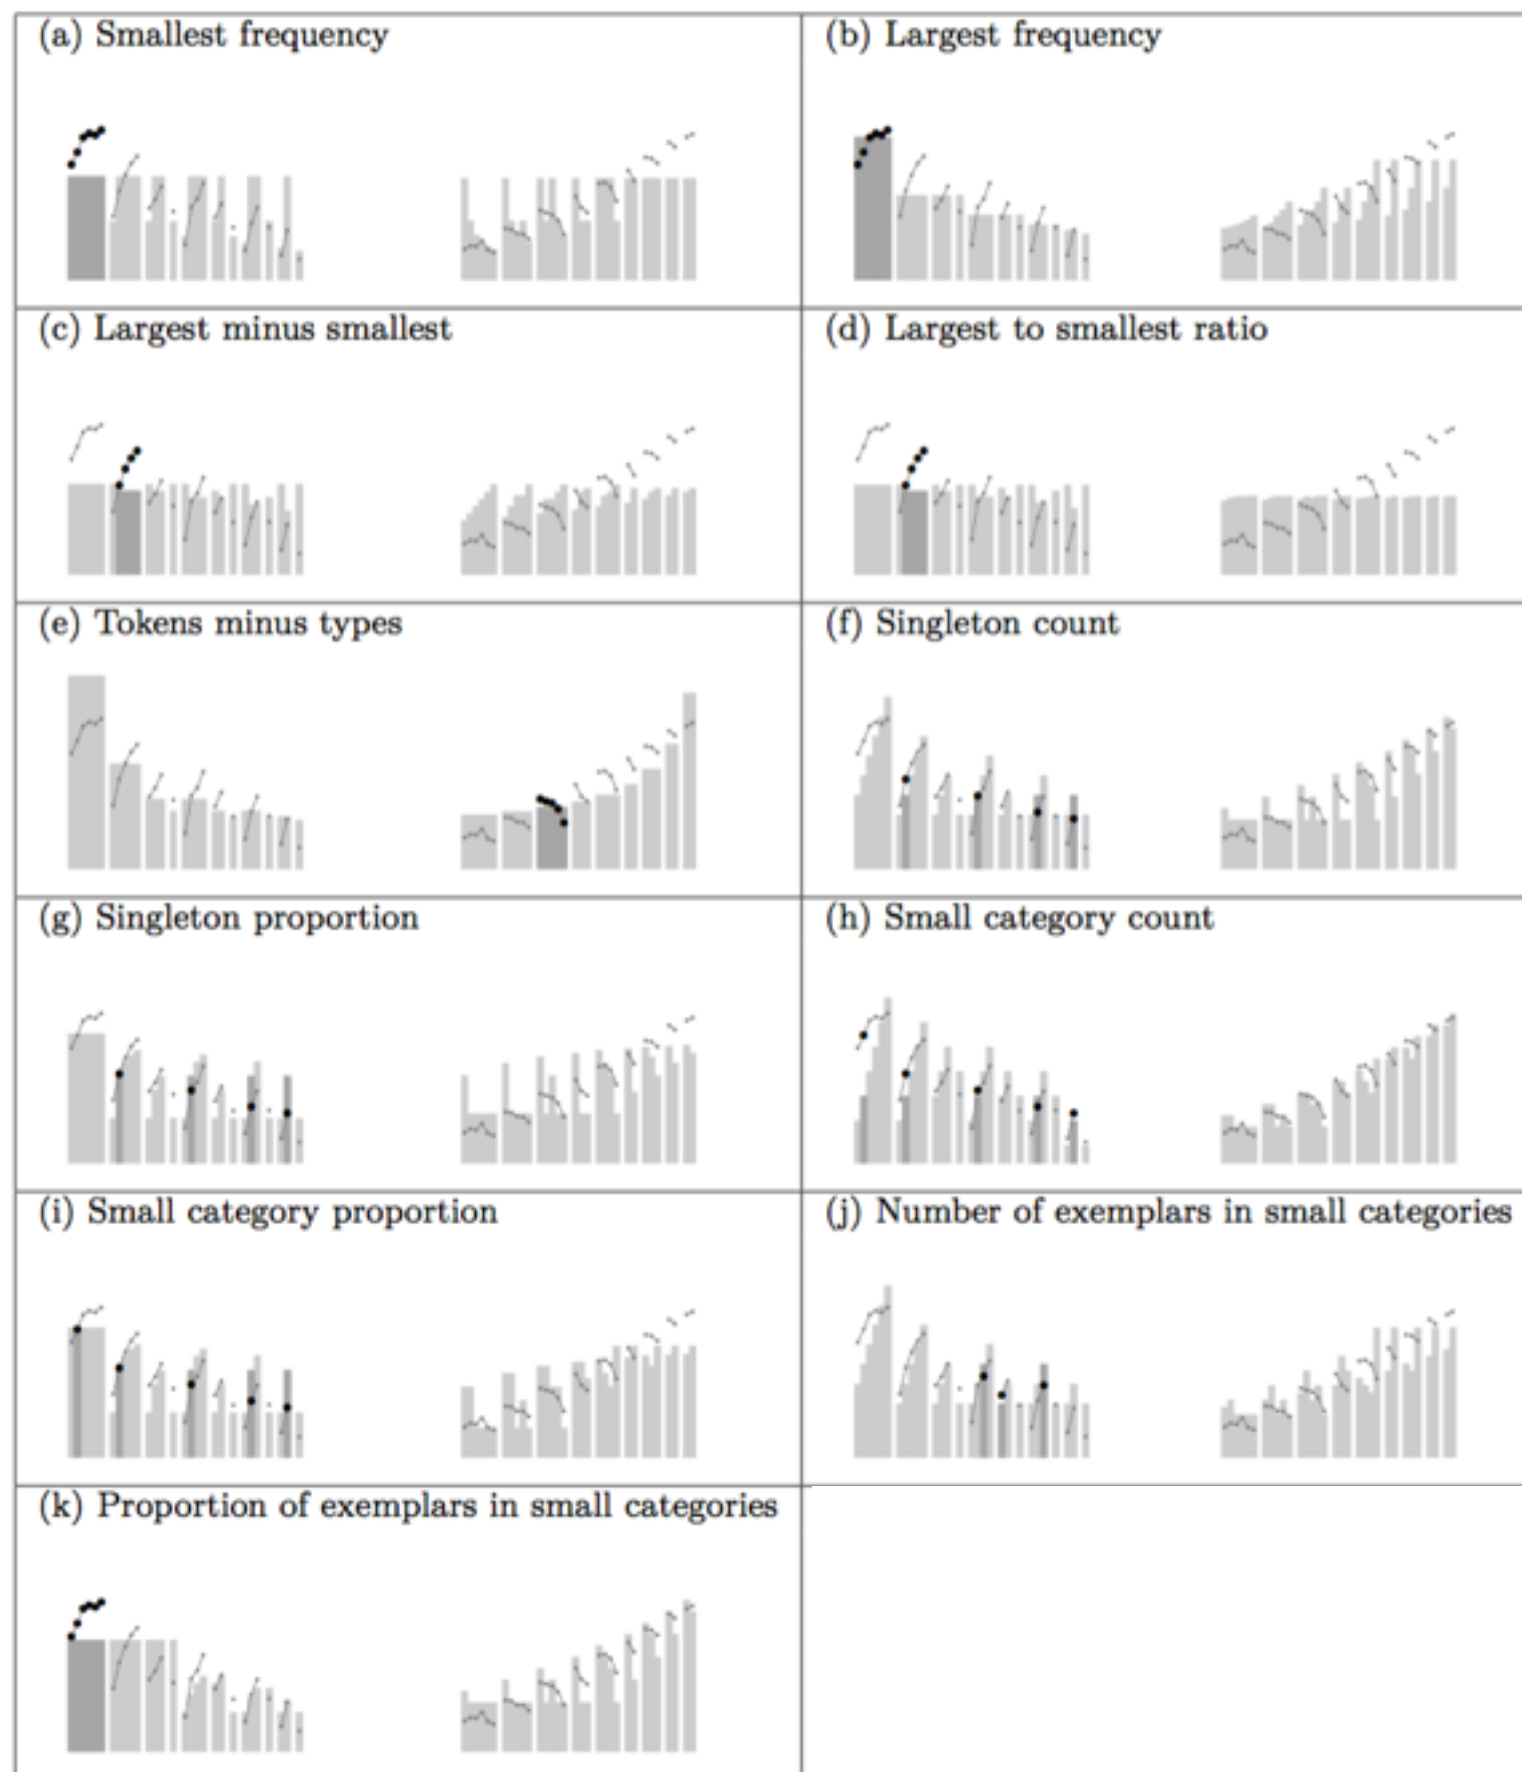 (a) Smallest frequency
(b) Largest frequency
(c) Largest minus smallest
(d) Largest to smallest ratio
(e) Tokens minus types
(f) Singleton count
(g) Singleton proportion
(h) Small category count
(i) Small category proportion
(j) Number of exemplars in small categories
(k) Proportion of exemplars in small categories